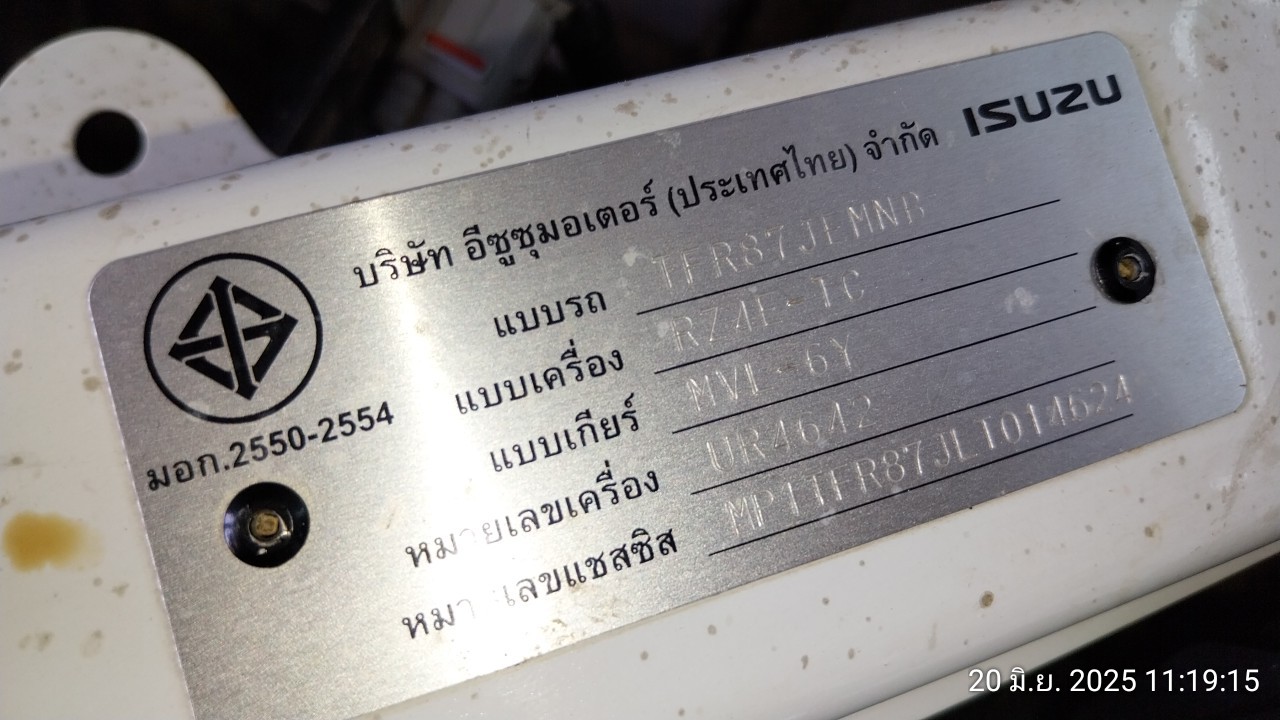 ISUZU
บริษัท อีซูซุมอเตอร์ (ประเทศไทย) จำกัด
แบบรถ TFR87JLMNB
แบบเครื่อง RZ4E-TC
แบบเกียร์ MVL-6Y
หมายเลขเครื่อง UR4642
หมายเลขแชสซิส MP1TFR87JLT014624
มอก.2550-2554
20 มิ.ย. 2025 11:19:15